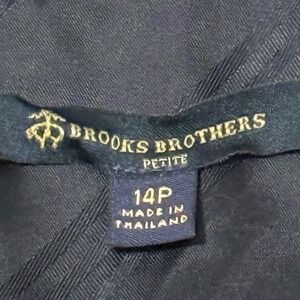 BROOKS BROTHERS
PETITE
14P
MADE IN
THAILAND